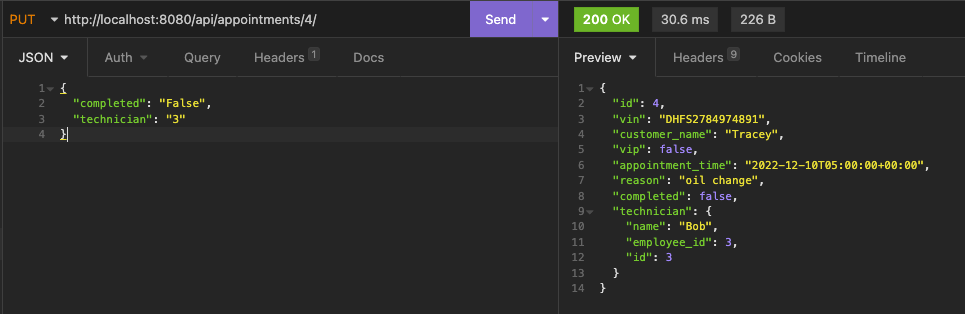 PUT http://localhost:8080/api/appointments/4/ Send 200 OK 30.6 ms 226 B
JSON Auth Query Headers 1 Docs Preview Headers 9 Cookies Timeline
1 {
2 "completed": "False",
3 "technician": "3"
4 }
1 {
2 "id": 4,
3 "vin": "DHFS2784974891",
4 "customer_name": "Tracey",
5 "vip": false,
6 "appointment_time": "2022-12-10T05:00:00+00:00",
7 "reason": "oil change",
8 "completed": false,
9 "technician": {
10 "name": "Bob",
11 "employee_id": 3,
12 "id": 3
13 }
14 }